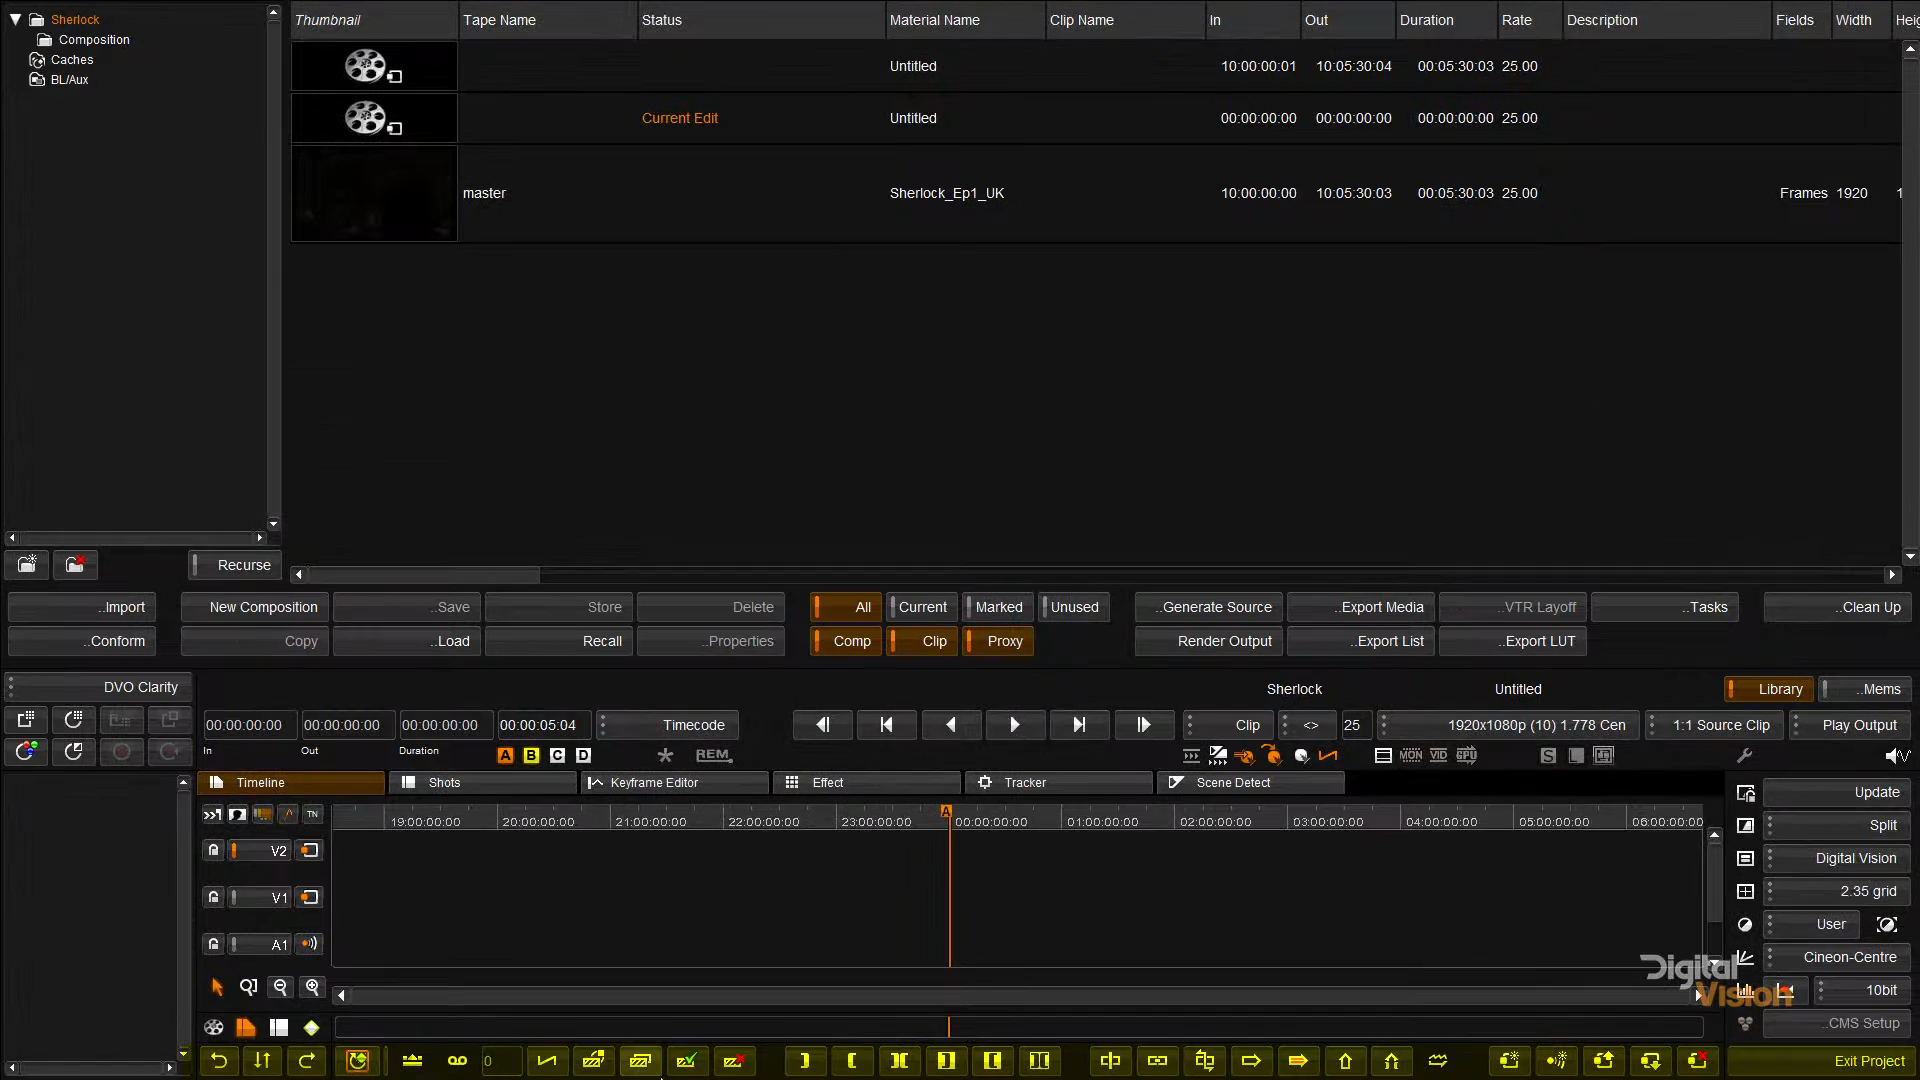 Sherlock
Composition
Caches
BL/Aux
Thumbnail Tape Name Status Material Name Clip Name In Out Duration Rate Description Fields Width Heig
Untitled 10:00:00:01 10:05:30:04 00:05:30:03 25.00
Current Edit Untitled 00:00:00:00 00:00:00:00 00:00:00:00 25.00
master Sherlock_Ep1_UK 10:00:00:00 10:05:30:03 00:05:30:03 25.00 Frames 1920 1
Recurse
..Import New Composition ..Save Store Delete All Current Marked Unused ..Generate Source ..Export Media ..VTR Layoff ..Tasks ..Clean Up
..Conform Copy ..Load Recall ..Properties Comp Clip Proxy Render Output ..Export List ..Export LUT
DVO Clarity Sherlock Untitled Library ..Mems
00:00:00:00 00:00:00:00 00:00:00:00 00:00:05:04 Timecode Clip <> 25 1920x1080p (10) 1.778 Cen 1:1 Source Clip Play Output
In Out Duration A B C D REM. MON VID GPU S
Timeline Shots Keyframe Editor Effect Tracker Scene Detect
Update
TN A
19:00:00:00 20:00:00:00 21:00:00:00 22:00:00:00 23:00:00:00 00:00:00:00 01:00:00:00 02:00:00:00 03:00:00:00 04:00:00:00 05:00:00:00 06:00:00:00
Split
V2
Digital Vision
V1 2.35 grid
User
A1
Cineon-Centre
Digital Vision
10bit
..CMS Setup
0 Exit Project